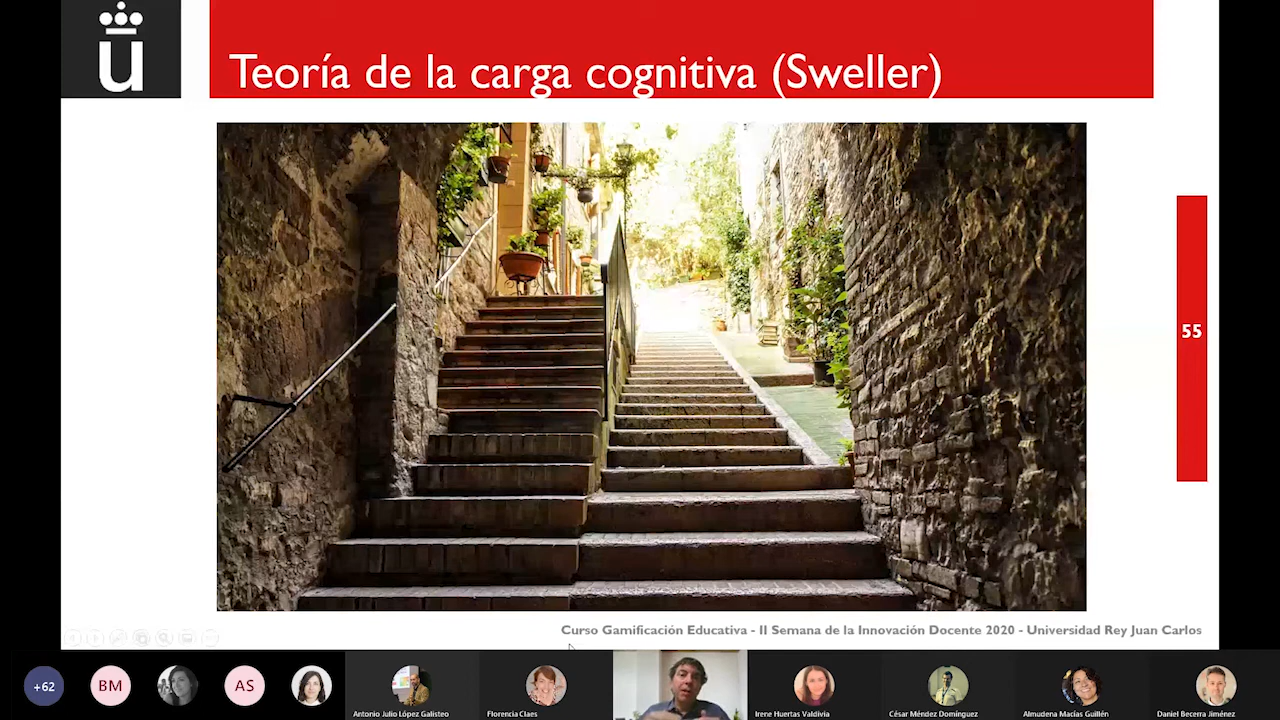 ü
Teoría de la carga cognitiva (Sweller)
55
Curso Gamificación Educativa - II Semana de la Innovación Docente 2020 - Universidad Rey Juan Carlos
+62
BM
AS
Antonio Julio López Galisteo
Florencia Claes
Irene Huertas Valdivia
César Méndez Domínguez
Almudena Macías Guillén
Daniel Becerra Jiménez